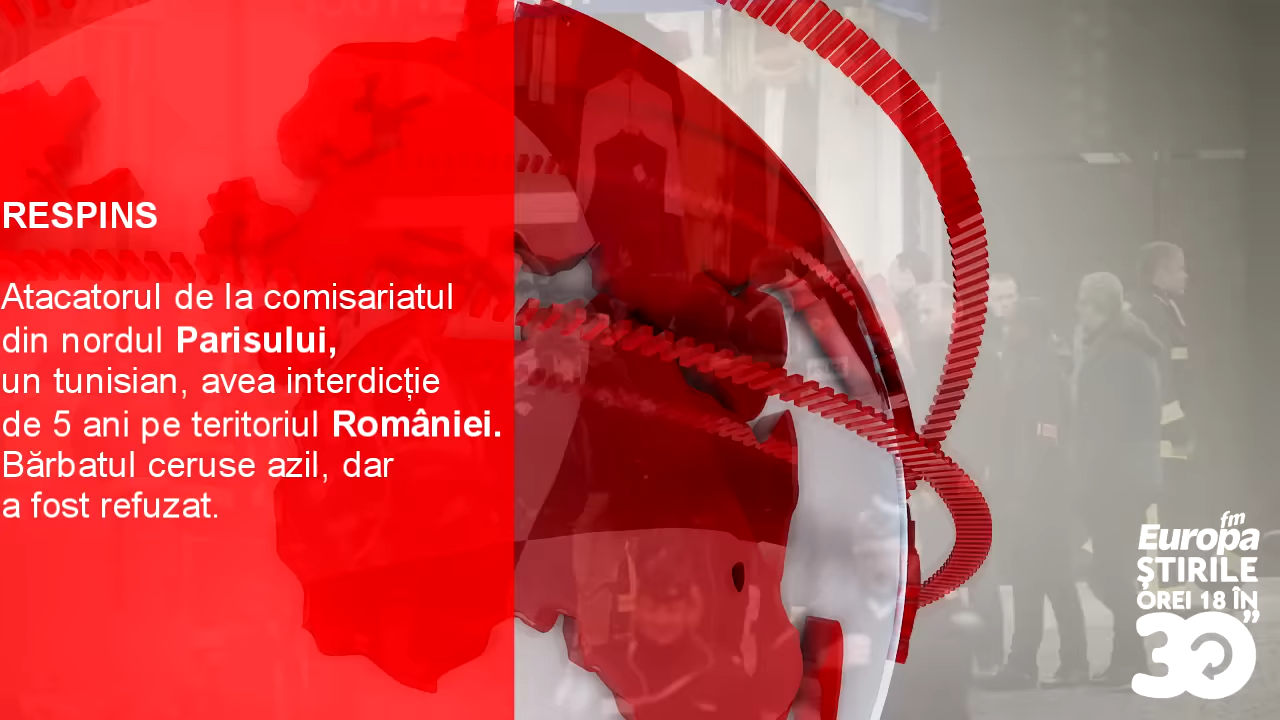 RESPINS
Atacatorul de la comisariatul
din nordul Parisului,
un tunisian, avea interdicție
de 5 ani pe teritoriul României.
Bărbatul ceruse azil, dar
a fost refuzat.
fm
Europa
ȘTIRILE
OREI 18 ÎN
30”